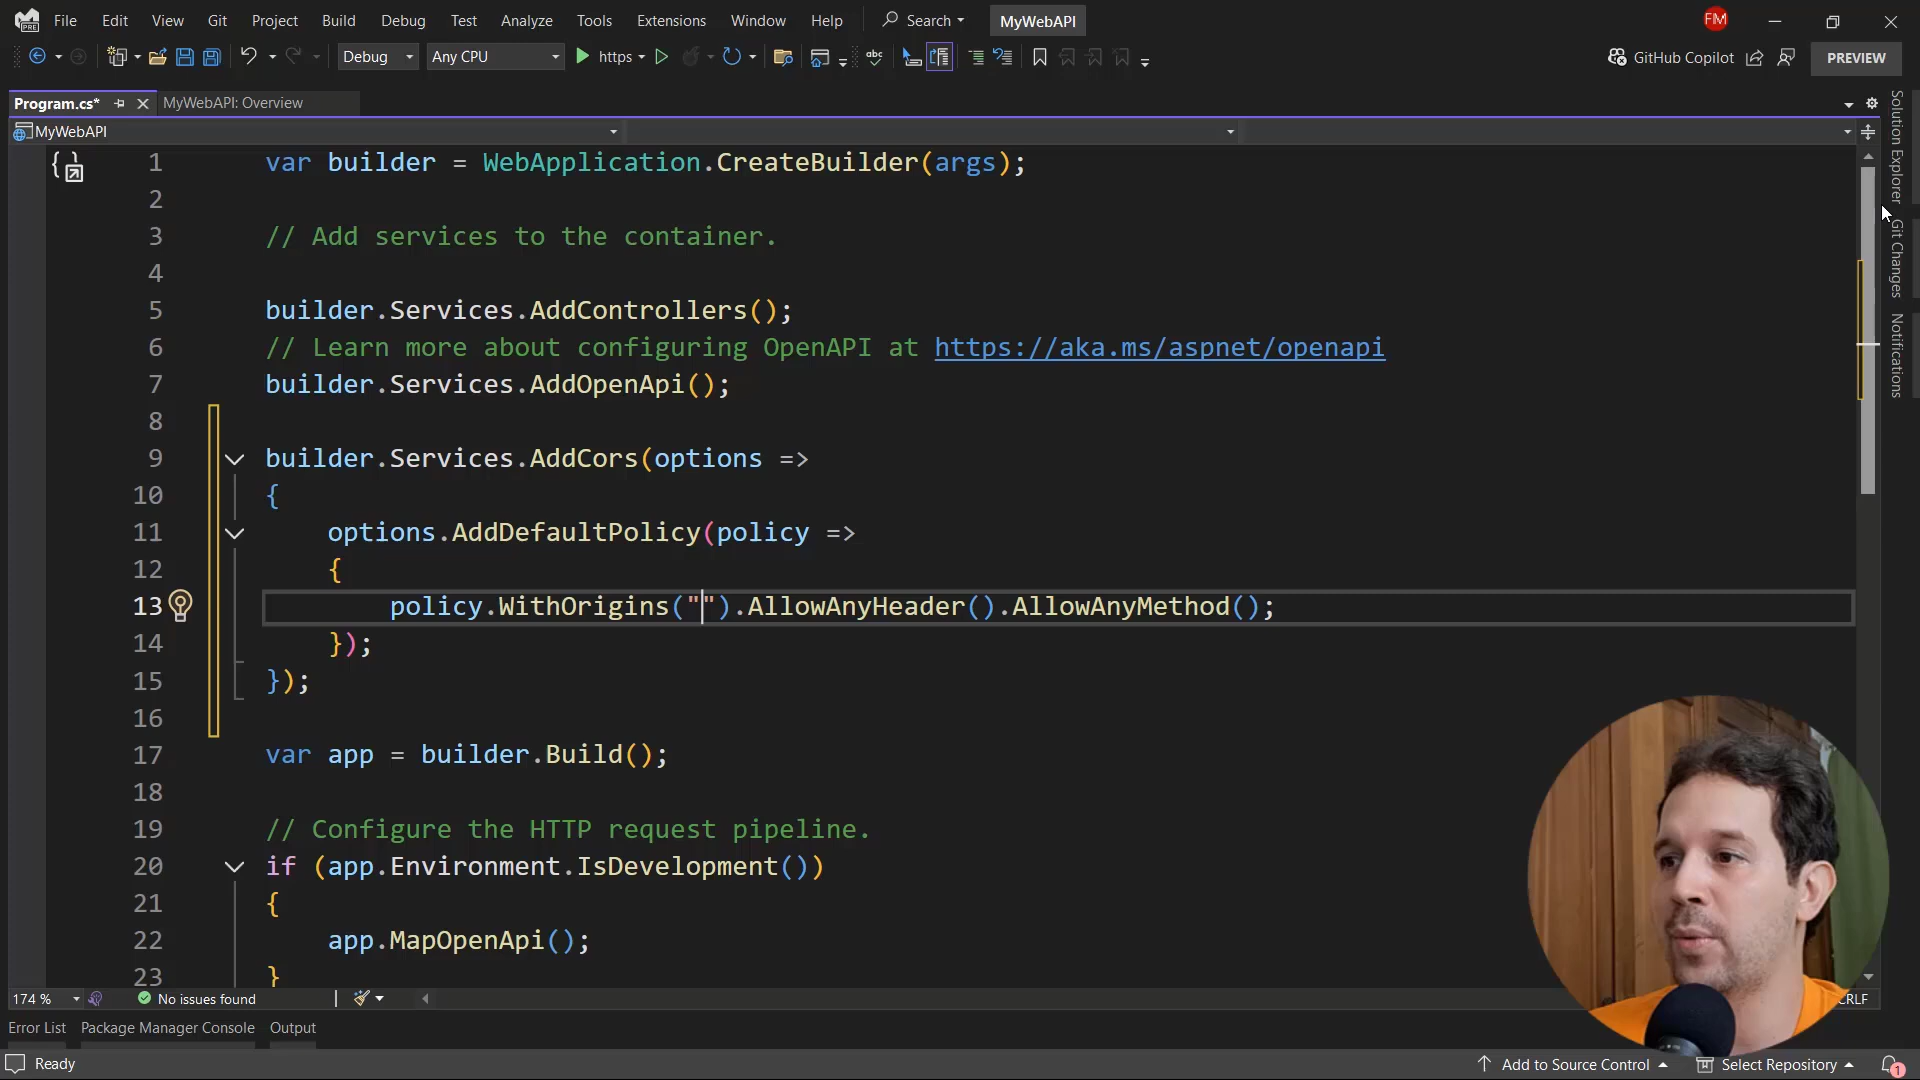 File Edit View Git Project Build Debug Test Analyze Tools Extensions Window Help Search MyWebAPI FM
PRE
Debug Any CPU https abc GitHub Copilot PREVIEW
Program.cs* MyWebAPI: Overview
MyWebAPI
1 var builder = WebApplication.CreateBuilder(args);
2
3 // Add services to the container.
4
5 builder.Services.AddControllers();
6 // Learn more about configuring OpenAPI at https://aka.ms/aspnet/openapi
7 builder.Services.AddOpenApi();
8
9 builder.Services.AddCors(options =>
10 {
11 options.AddDefaultPolicy(policy =>
12 {
13 policy.WithOrigins("").AllowAnyHeader().AllowAnyMethod();
14 });
15 });
16
17 var app = builder.Build();
18
19 // Configure the HTTP request pipeline.
20 if (app.Environment.IsDevelopment())
21 {
22 app.MapOpenApi();
23 }
Solution Explorer
Git Changes
Notifications
174 % No issues found CRLF
Error List Package Manager Console Output
Ready Add to Source Control Select Repository 1